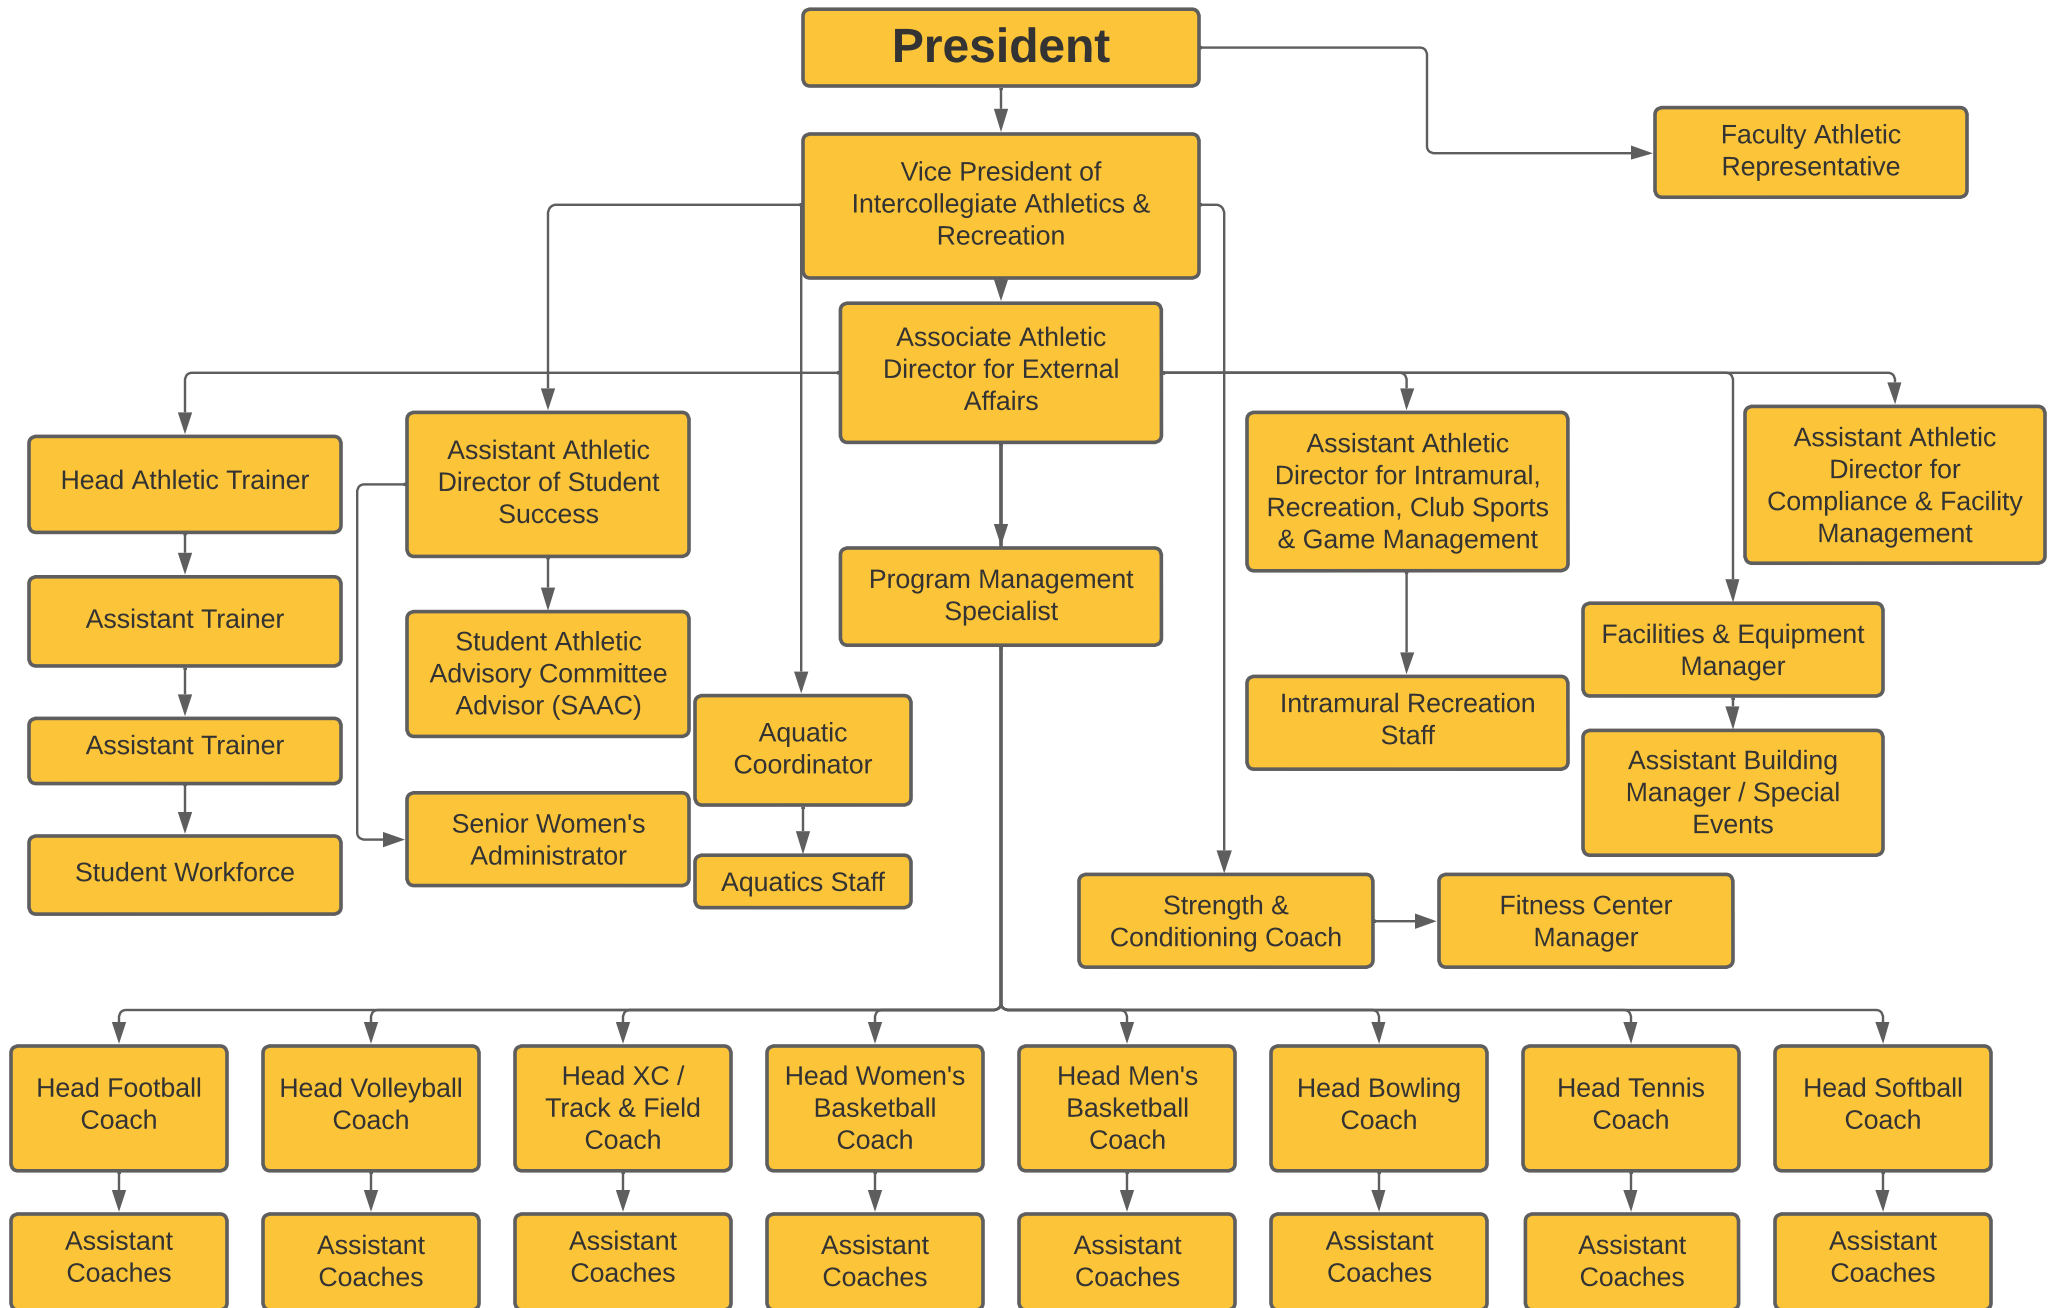 President
Faculty Athletic
Representative
Vice President of
Intercollegiate Athletics &
Recreation
Associate Athletic
Director for External
Affairs
Head Athletic Trainer
Assistant Athletic
Director of Student
Success
Assistant Athletic
Director for Intramural,
Recreation, Club Sports
& Game Management
Assistant Athletic
Director for
Compliance & Facility
Management
Assistant Trainer
Student Athletic
Advisory Committee
Advisor (SAAC)
Program Management
Specialist
Facilities & Equipment
Manager
Assistant Trainer
Aquatic
Coordinator
Intramural Recreation
Staff
Assistant Building
Manager / Special
Events
Student Workforce
Senior Women's
Administrator
Aquatics Staff
Strength &
Conditioning Coach
Fitness Center
Manager
Head Football
Coach
Head Volleyball
Coach
Head XC /
Track & Field
Coach
Head Women's
Basketball
Coach
Head Men's
Basketball
Coach
Head Bowling
Coach
Head Tennis
Coach
Head Softball
Coach
Assistant
Coaches
Assistant
Coaches
Assistant
Coaches
Assistant
Coaches
Assistant
Coaches
Assistant
Coaches
Assistant
Coaches
Assistant
Coaches